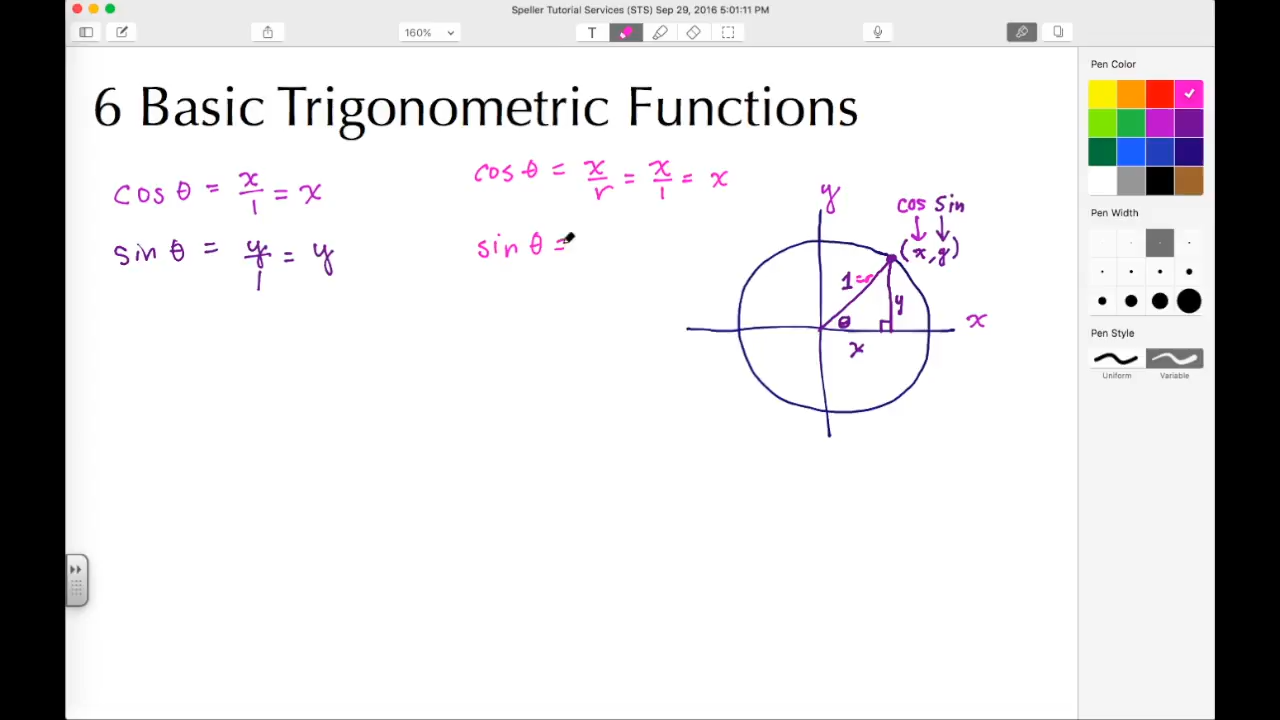 Speller Tutorial Services (STS) Sep 29, 2016 5:01:11 PM
160%
T
Pen Color
6 Basic Trigonometric Functions
cos θ = x/1 = x
cos θ = x/r = x/1 = x
sin θ = y/1 = y
sin θ =
y
cos sin
(x, y)
1=r
y
θ
x
x
Pen Width
Pen Style
Uniform Variable